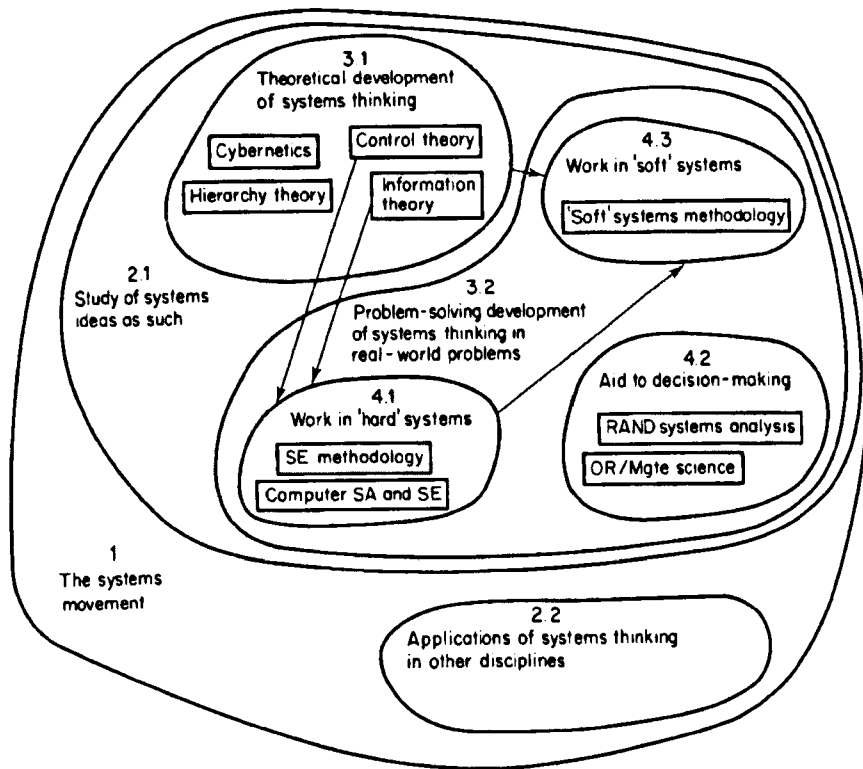 3.1
Theoretical development
of systems thinking
Cybernetics
Control theory
Hierarchy theory
Information
theory
4.3
Work in 'soft' systems
'Soft' systems methodology
2.1
Study of systems
ideas as such
3.2
Problem-solving development
of systems thinking in
real-world problems
4.2
Aid to decision-making
RAND systems analysis
OR/Mgte science
4.1
Work in 'hard' systems
SE methodology
Computer SA and SE
1
The systems
movement
2.2
Applications of systems thinking
in other disciplines